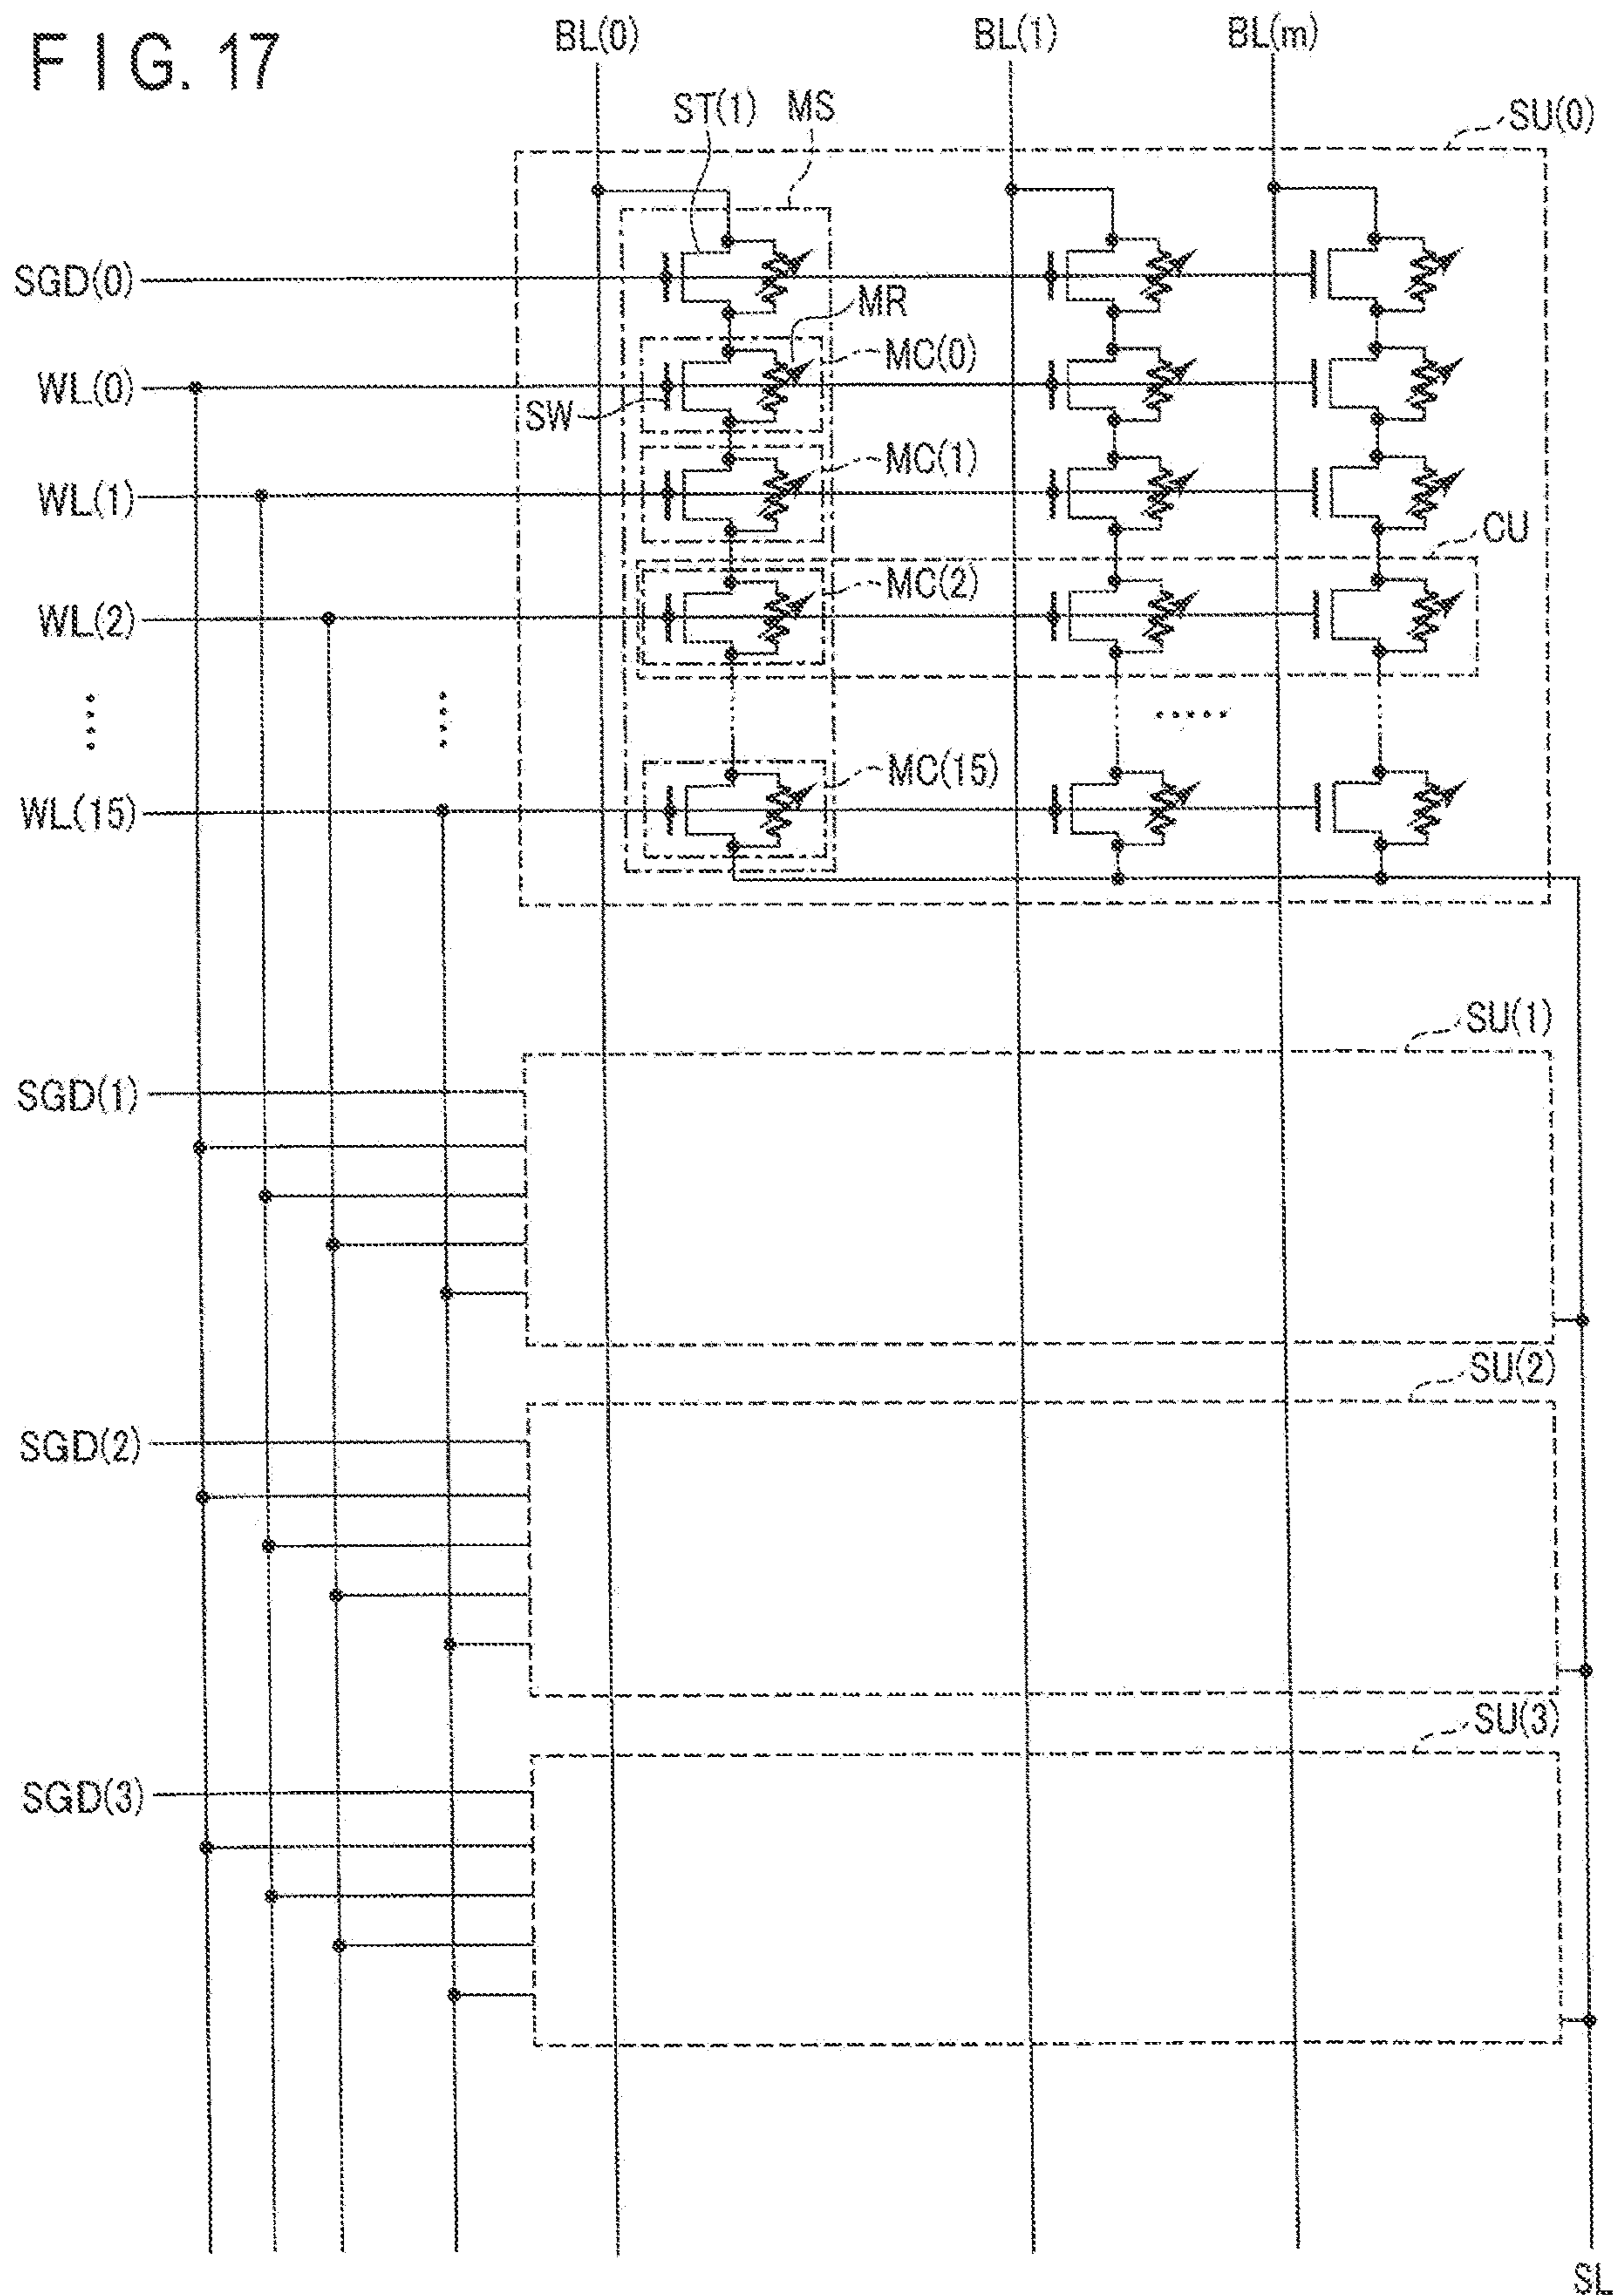 FIG. 17
BL(0)
BL(1)
BL(m)
ST(1)
MS
SU(0)
SGD(0)
MR
WL(0)
MC(0)
SW
WL(1)
MC(1)
CU
WL(2)
MC(2)
WL(15)
MC(15)
SU(1)
SGD(1)
SU(2)
SGD(2)
SU(3)
SGD(3)
SL